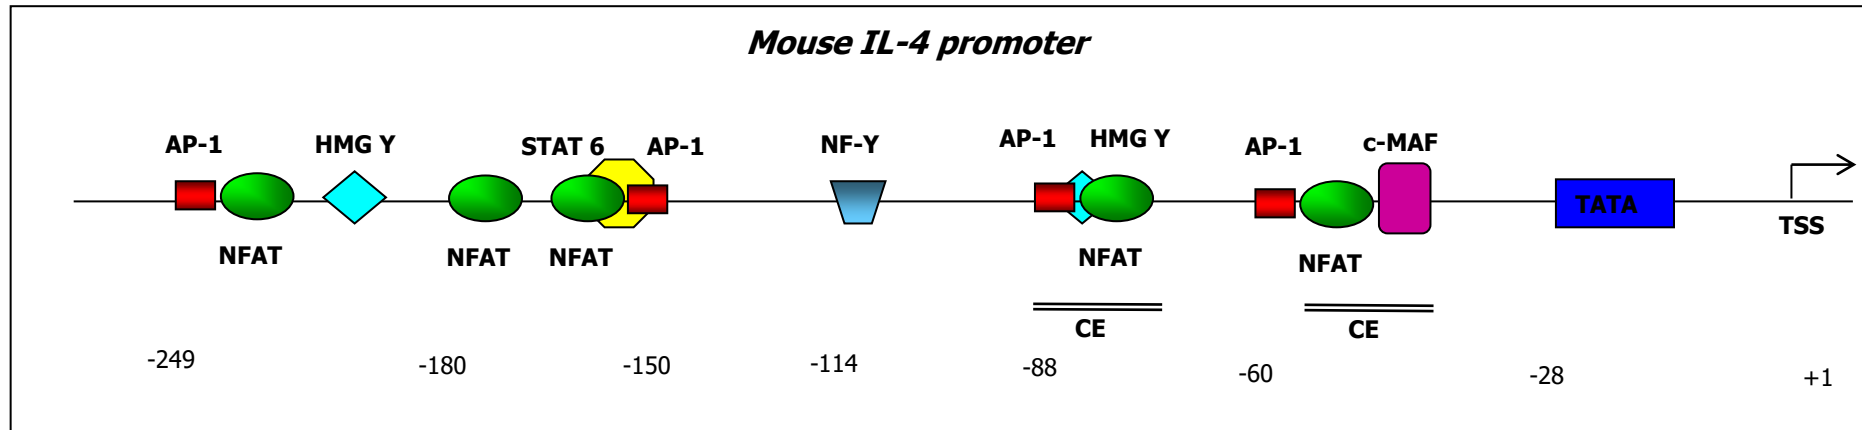 Mouse IL-4 promoter
AP-1 HMG Y STAT 6 AP-1 NF-Y AP-1 HMG Y AP-1 c-MAF
TATA
TSS
NFAT NFAT NFAT NFAT NFAT
CE CE
-249 -180 -150 -114 -88 -60 -28 +1